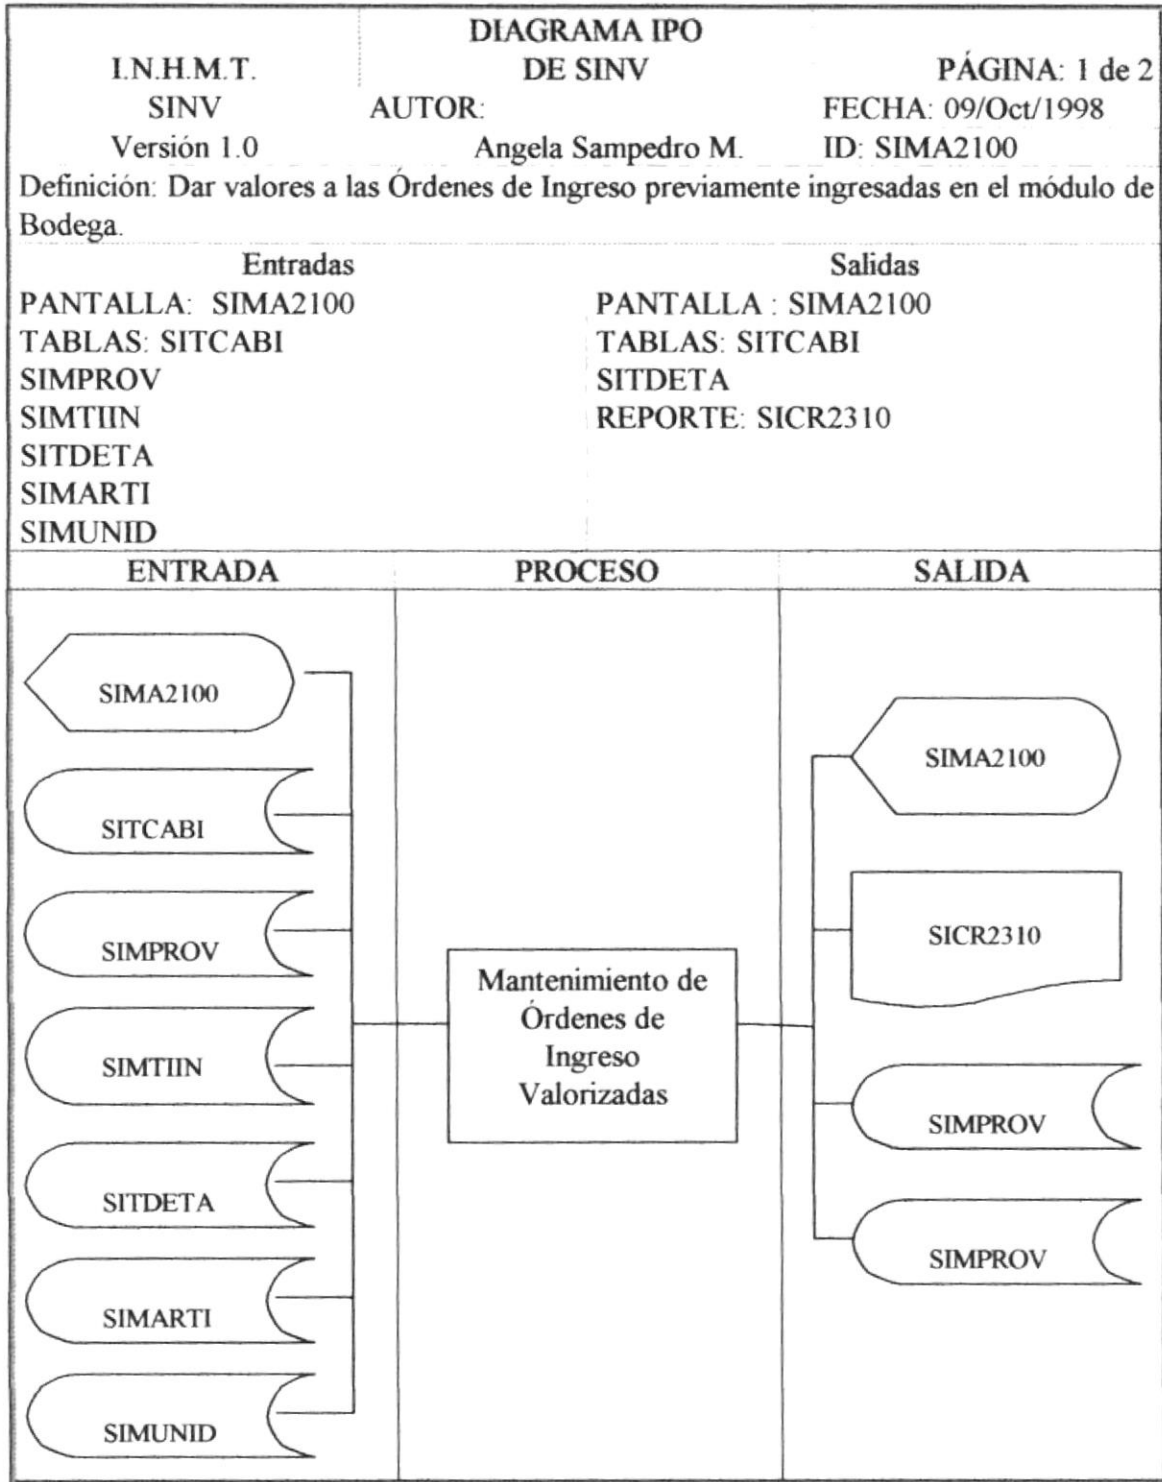 DIAGRAMA IPO
I.N.H.M.T. DE SINV PÁGINA: 1 de 2
SINV AUTOR: FECHA: 09/Oct/1998
Versión 1.0 Angela Sampedro M. ID: SIMA2100
Definición: Dar valores a las Órdenes de Ingreso previamente ingresadas en el módulo de
Bodega.
Entradas Salidas
PANTALLA: SIMA2100 PANTALLA : SIMA2100
TABLAS: SITCABI TABLAS: SITCABI
SIMPROV SITDETA
SIMTIIN REPORTE: SICR2310
SITDETA
SIMARTI
SIMUNID
ENTRADA PROCESO SALIDA
SIMA2100
SITCABI
SIMPROV
SIMTIIN
SITDETA
SIMARTI
SIMUNID
Mantenimiento de
Órdenes de
Ingreso
Valorizadas
SIMA2100
SICR2310
SIMPROV
SIMPROV